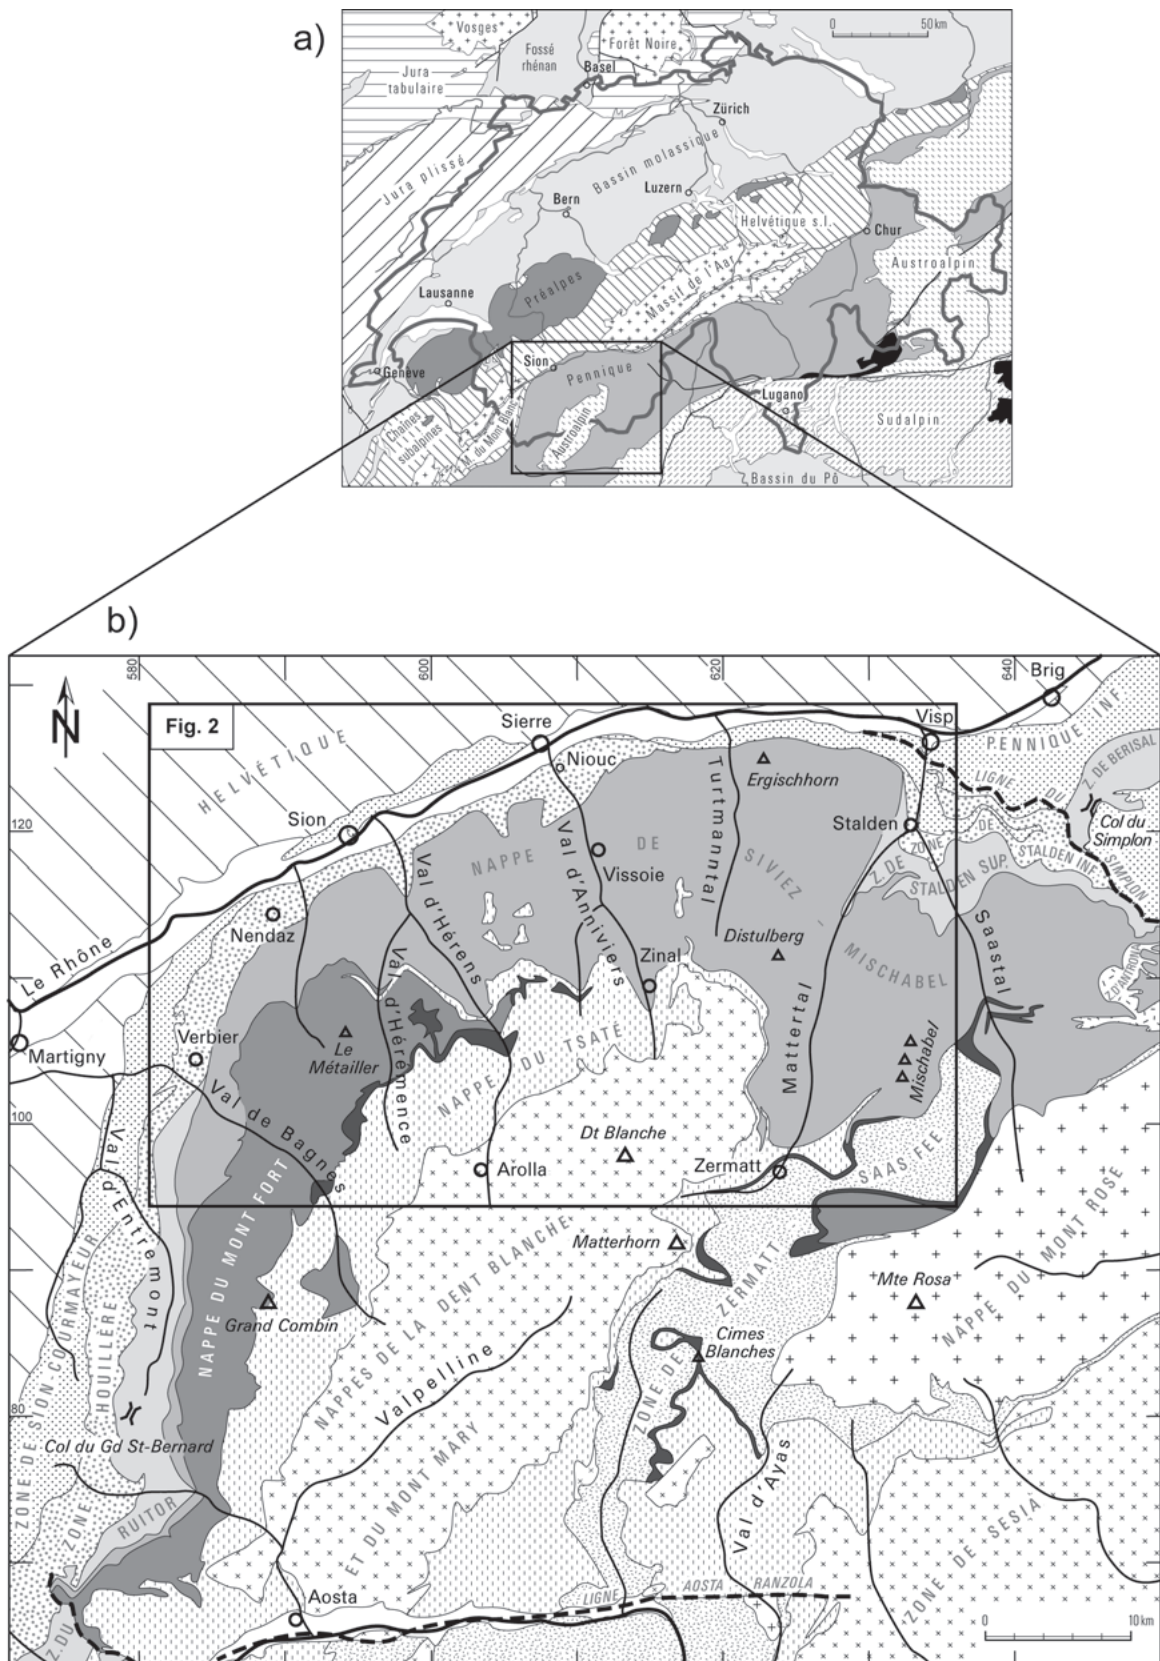 a)
0 50km
Vosges
Forêt Noire
Fossé
rhénan
Basel
Jura
tabulaire
Zürich
Jura plissé
Bassin molassique
Luzern
Bern
Helvétique s.l.
Chur
Austroalpin
Massif de l'Aar
Préalpes
Lausanne
Genève
Sion
Pennique
Lugano
Sudalpin
Chaînes
subalpines
M. du Mont Blanc
Austroalpin
Bassin du Pô
b)
580
600
620
640
N
Fig. 2
Brig
Sierre
Visp
PENNIQUE INF.
HELVÉTIQUE
Niouc
Turtmanntal
Ergischhorn
LIGNE
DU
SIMPLON
Z. DE BERISAL
Col du
Simplon
120
Sion
Stalden
ZONE
DE
STALDEN INF.
Z. DE
STALDEN SUP.
NAPPE
DE
SIVIEZ -
MISCHABEL
Val d'Anniviers
Vissoie
Val d'Hérens
Nendaz
Distulberg
Saastal
Le Rhône
Val
d'Hérémence
Zinal
Z.D'ANTRONA
Verbier
Le
Métailler
Martigny
NAPPE DU TSATÉ
Mattertal
Mischabel
100
Val de Bagnes
Dt Blanche
Arolla
Zermatt
SAAS FEE
Val
d'Entremont
NAPPE DU MONT FORT
Matterhorn
ZERMATT
ZONE DE
Mte Rosa
NAPPE DU MONT ROSE
Grand Combin
Cimes
Blanches
NAPPES DE LA DENT BLANCHE
ET DU MONT MARY
Valpelline
80
ZONE DE SION-COURMAYEUR
ZONE
HOUILLÈRE
Col du Gd St-Bernard
RUITOR
Val d'Ayas
ZONE DE SESIA
Aosta
LIGNE
AOSTA
RANZOLA
Z. DU
0 10km